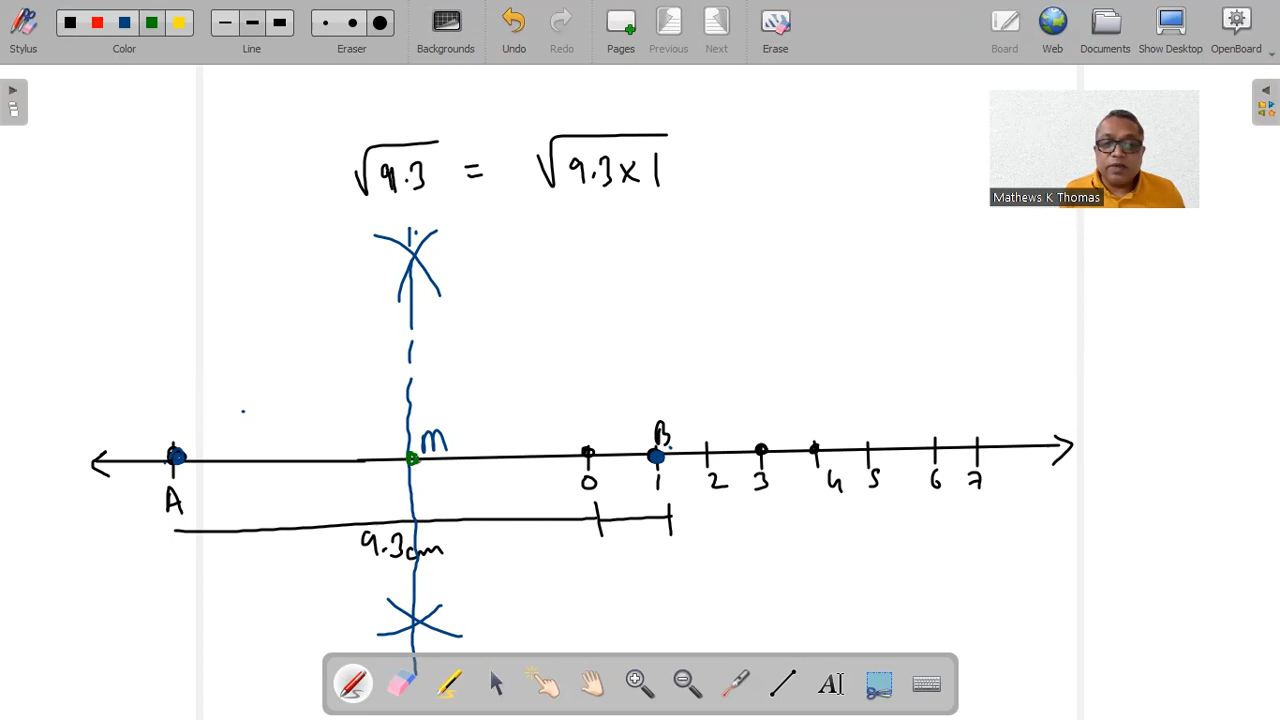 Stylus Color Line Eraser Backgrounds Undo Redo Pages Previous Next Erase Board Web Documents Show Desktop OpenBoard
√9.3 = √9.3 x 1
Mathews K Thomas
M B
A 0 1 2 3 4 5 6 7
9.3cm
AI